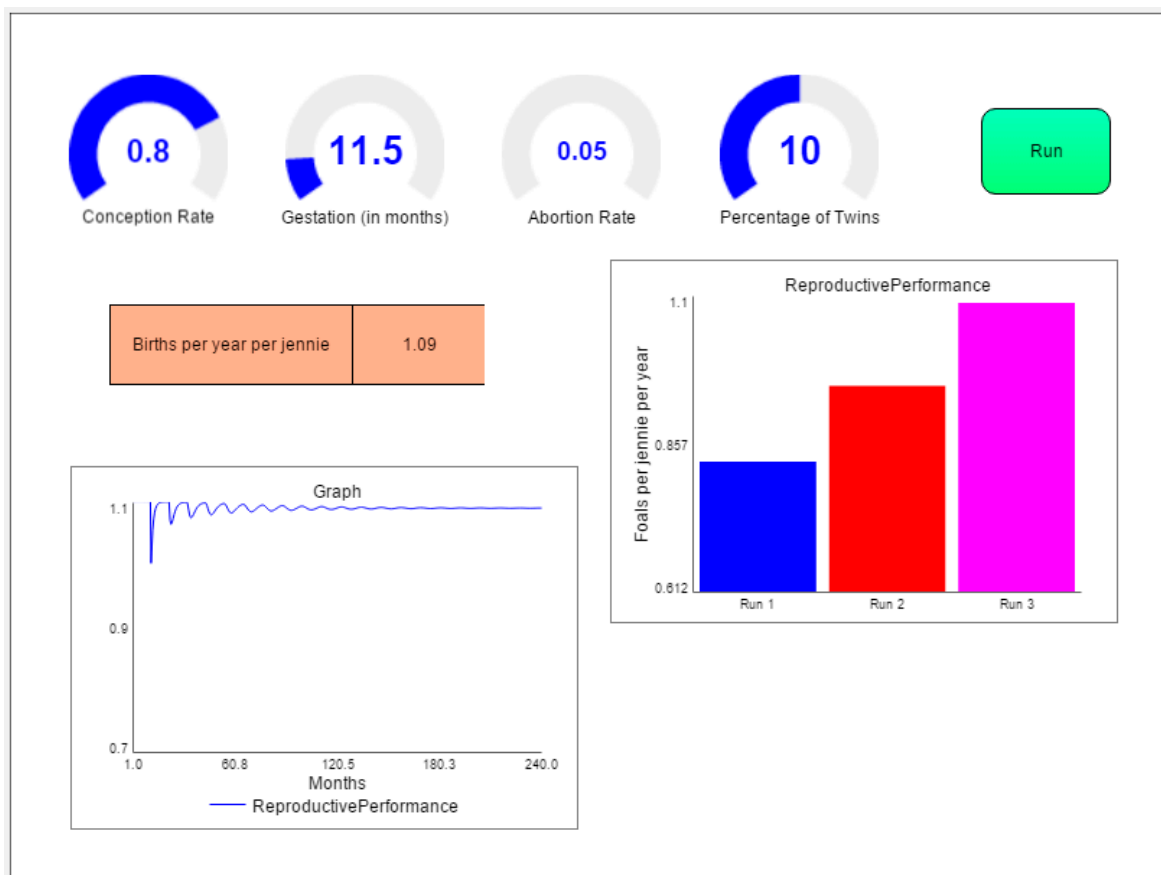 0.8
11.5
0.05
10
Run
Conception Rate
Gestation (in months)
Abortion Rate
Percentage of Twins
Births per year per jennie
1.09
ReproductivePerformance
1.1
0.857
0.612
Foals per jennie per year
Run 1
Run 2
Run 3
Graph
1.1
0.9
0.7
1.0
60.8
120.5
180.3
240.0
Months
ReproductivePerformance